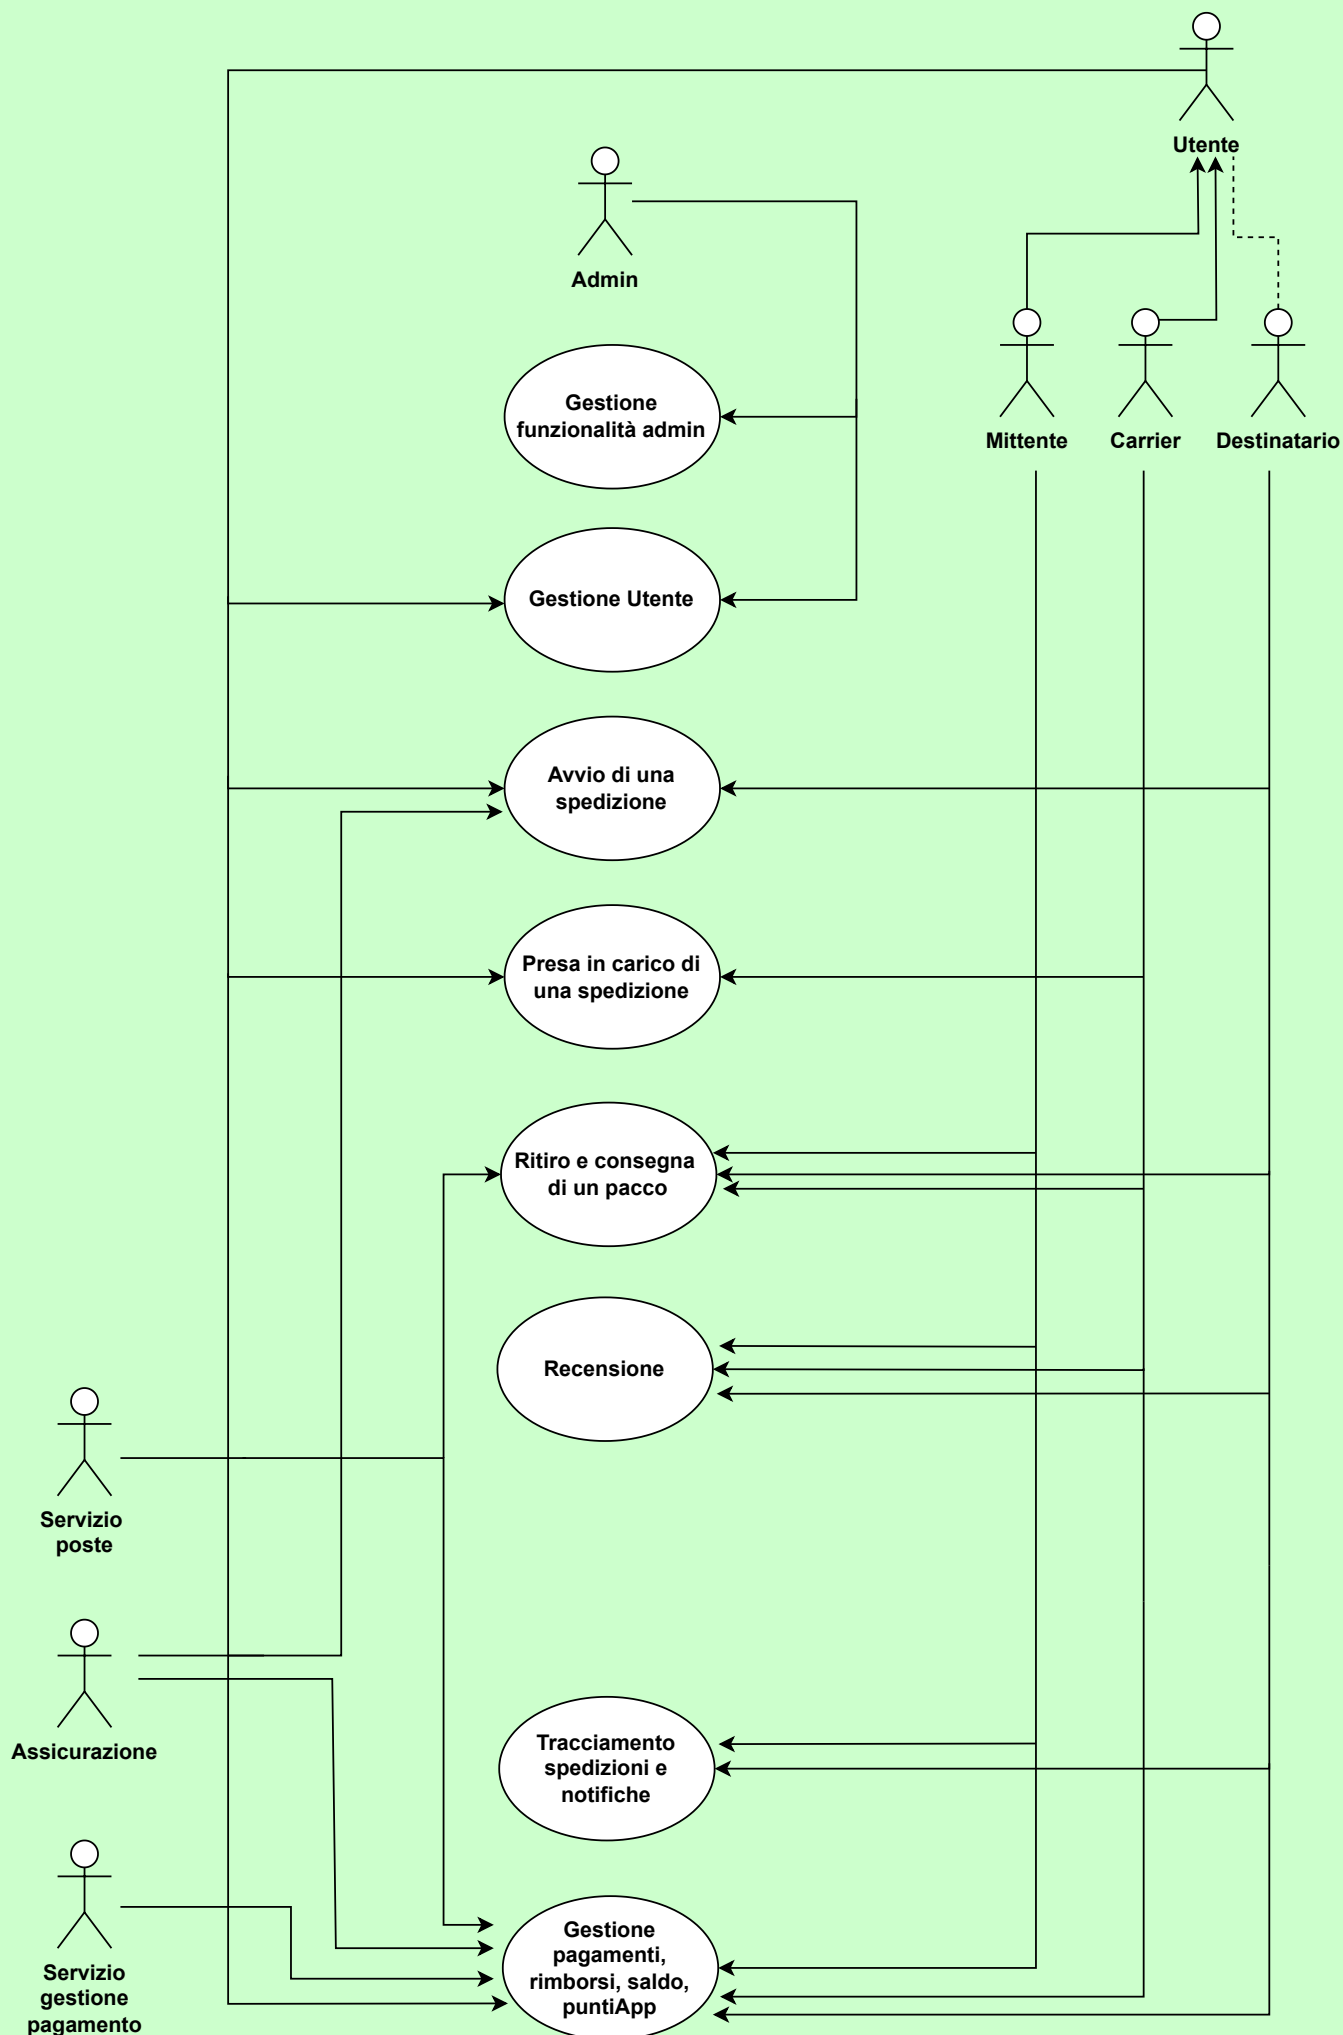 Utente
Admin
Gestione
funzionalità admin
Mittente
Carrier
Destinatario
Gestione Utente
Avvio di una
spedizione
Presa in carico di
una spedizione
Ritiro e consegna
di un pacco
Recensione
Servizio
poste
Assicurazione
Tracciamento
spedizioni e
notifiche
Servizio
gestione
pagamento
Gestione
pagamenti,
rimborsi, saldo,
puntiApp